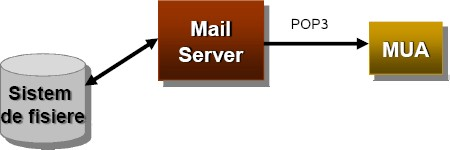 Mail
Server
POP3
MUA
Sistem
de fisiere